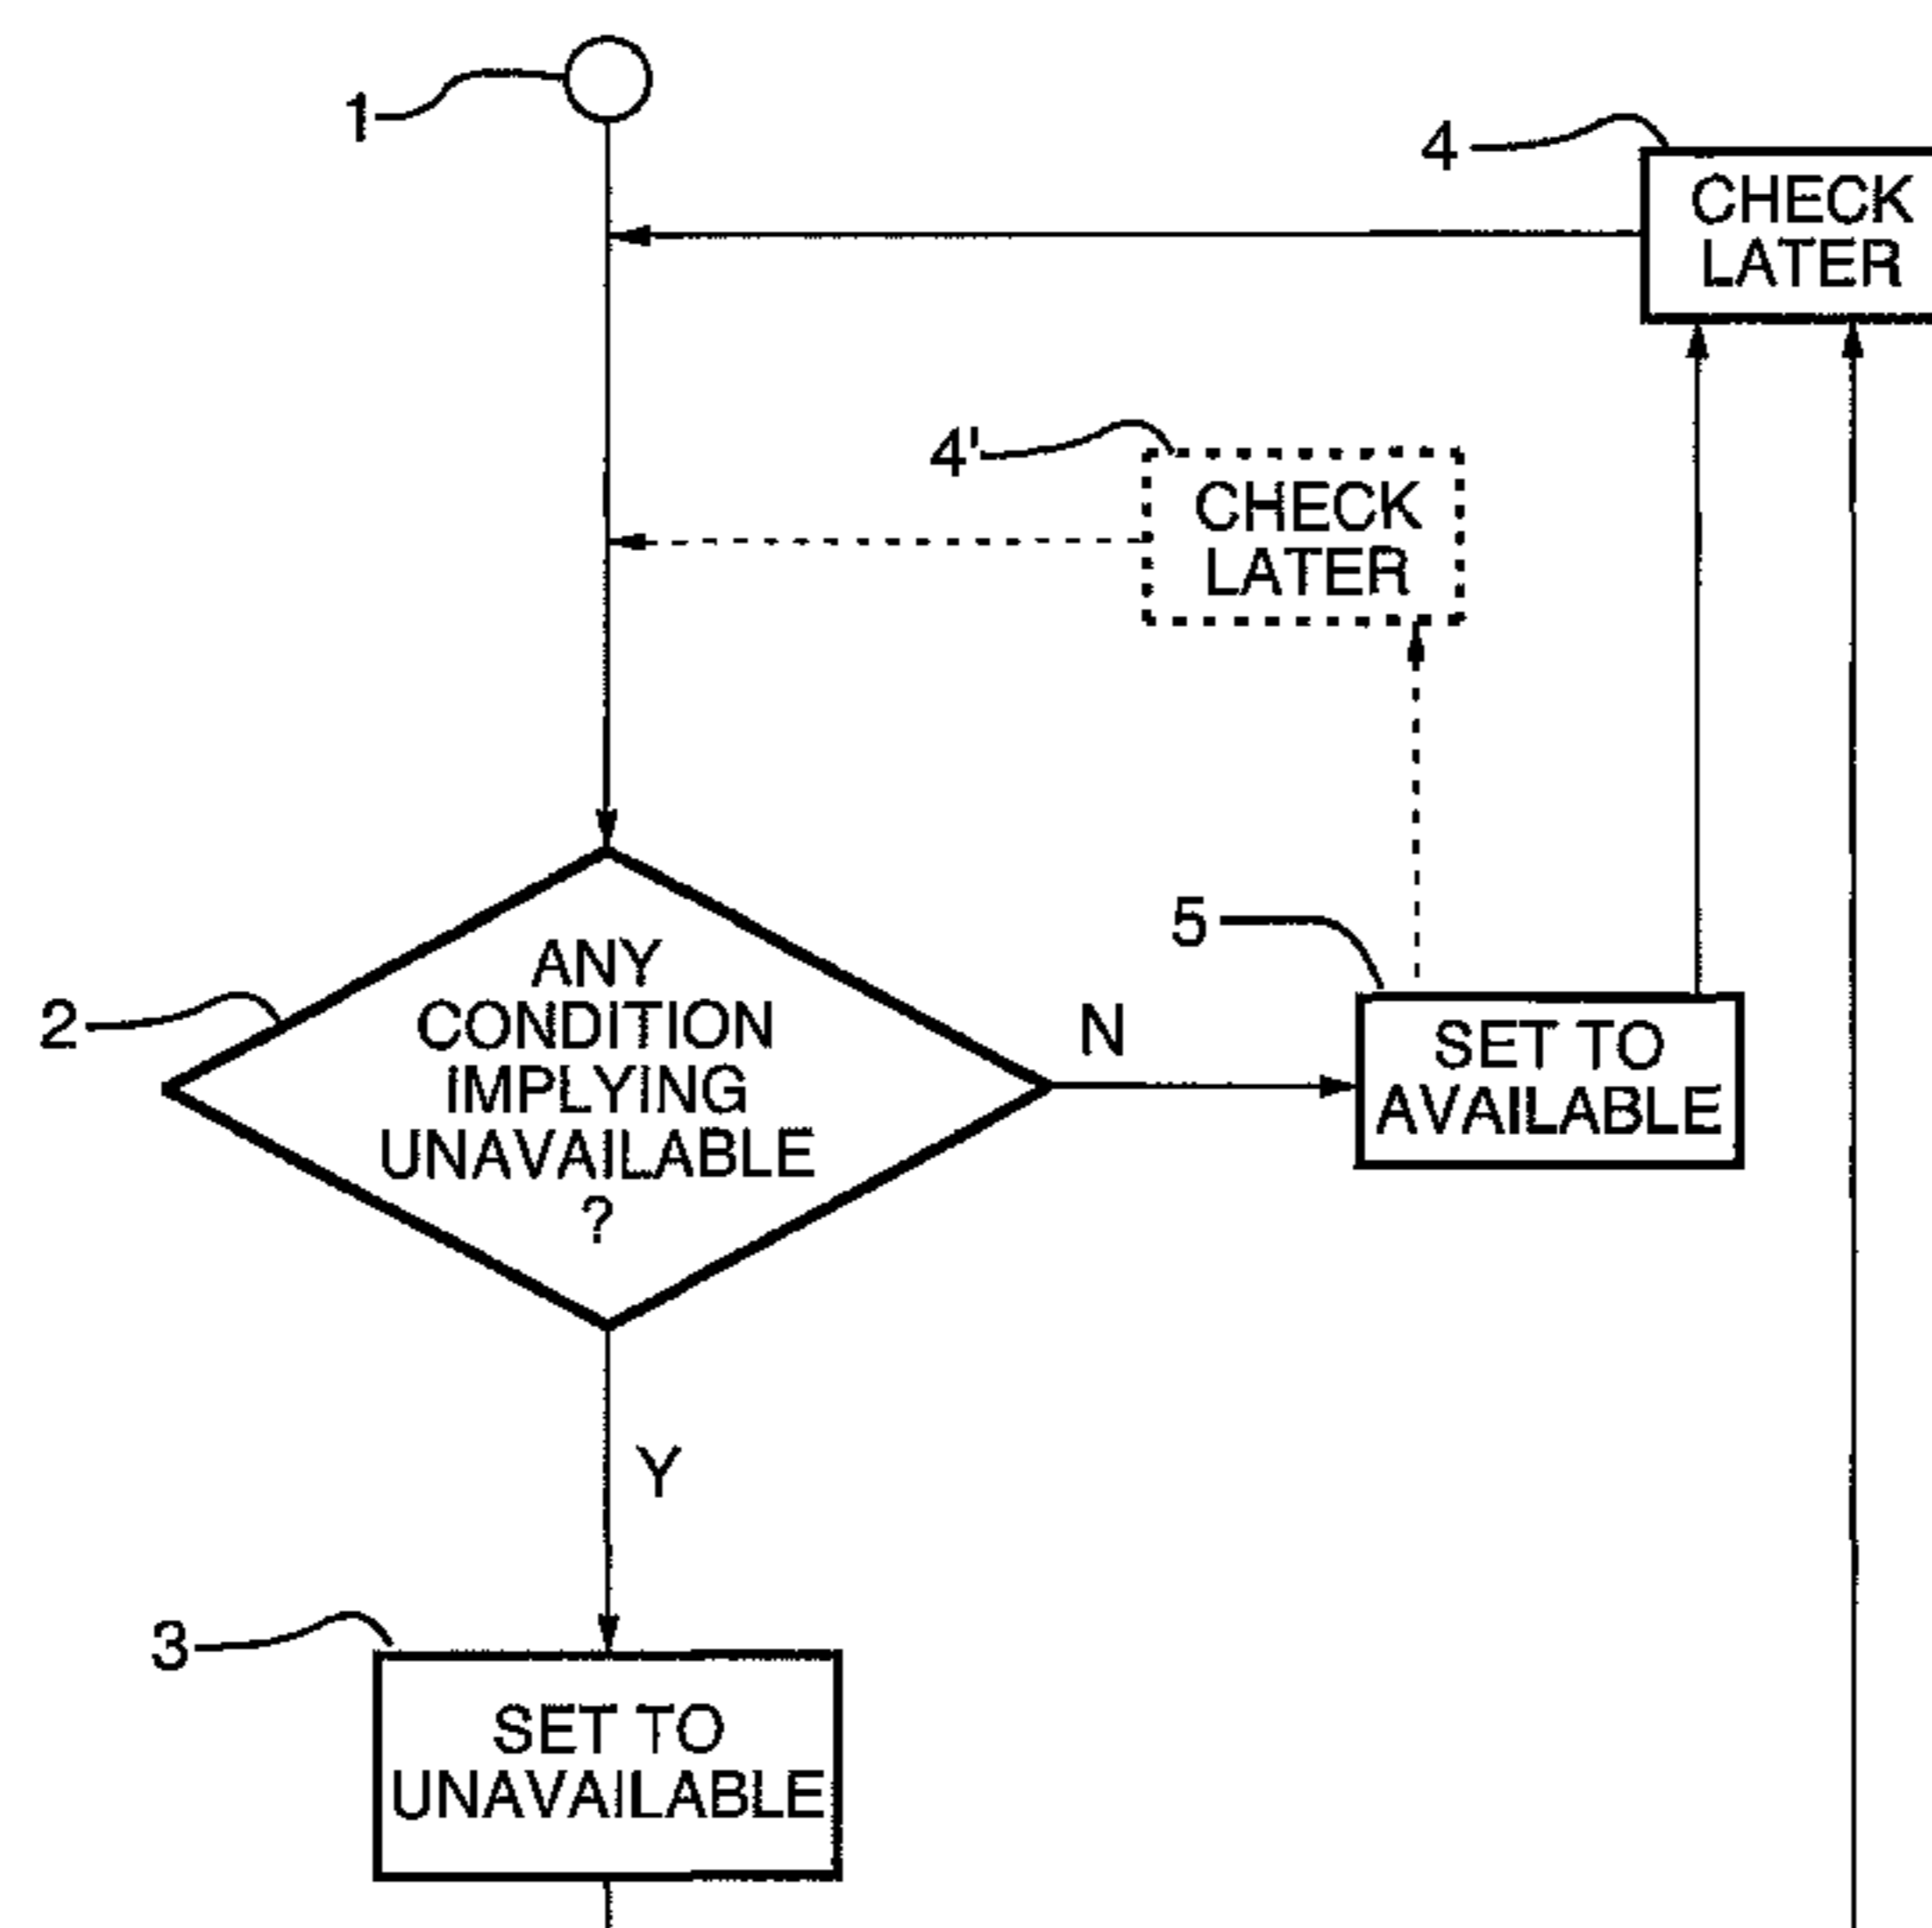 1
4
CHECK
LATER
4'
CHECK
LATER
5
2
ANY
CONDITION
IMPLYING
UNAVAILABLE
?
N
SET TO
AVAILABLE
Y
3
SET TO
UNAVAILABLE